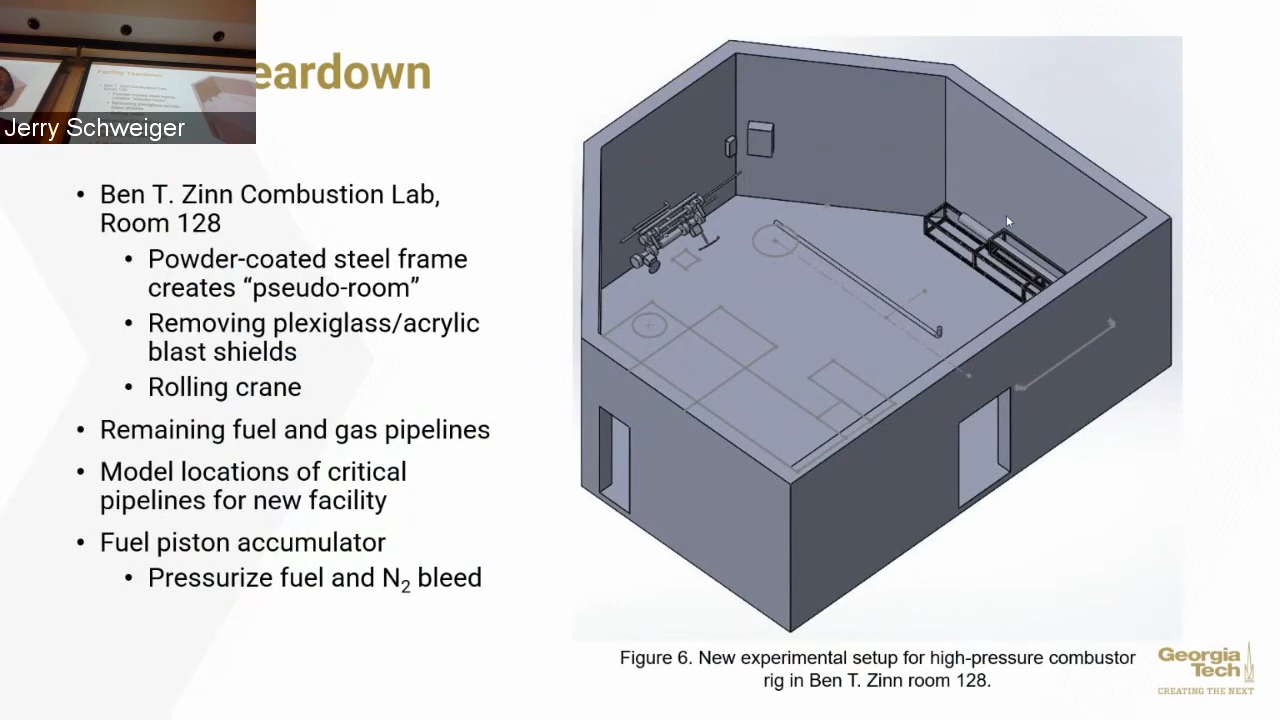 eardown
Facility Teardown
Jerry Schweiger
• Ben T. Zinn Combustion Lab,
Room 128
• Powder-coated steel frame
creates “pseudo-room”
• Removing plexiglass/acrylic
blast shields
• Rolling crane
• Remaining fuel and gas pipelines
• Model locations of critical
pipelines for new facility
• Fuel piston accumulator
• Pressurize fuel and N₂ bleed
Figure 6. New experimental setup for high-pressure combustor
rig in Ben T. Zinn room 128.
Georgia
Tech
CREATING THE NEXT